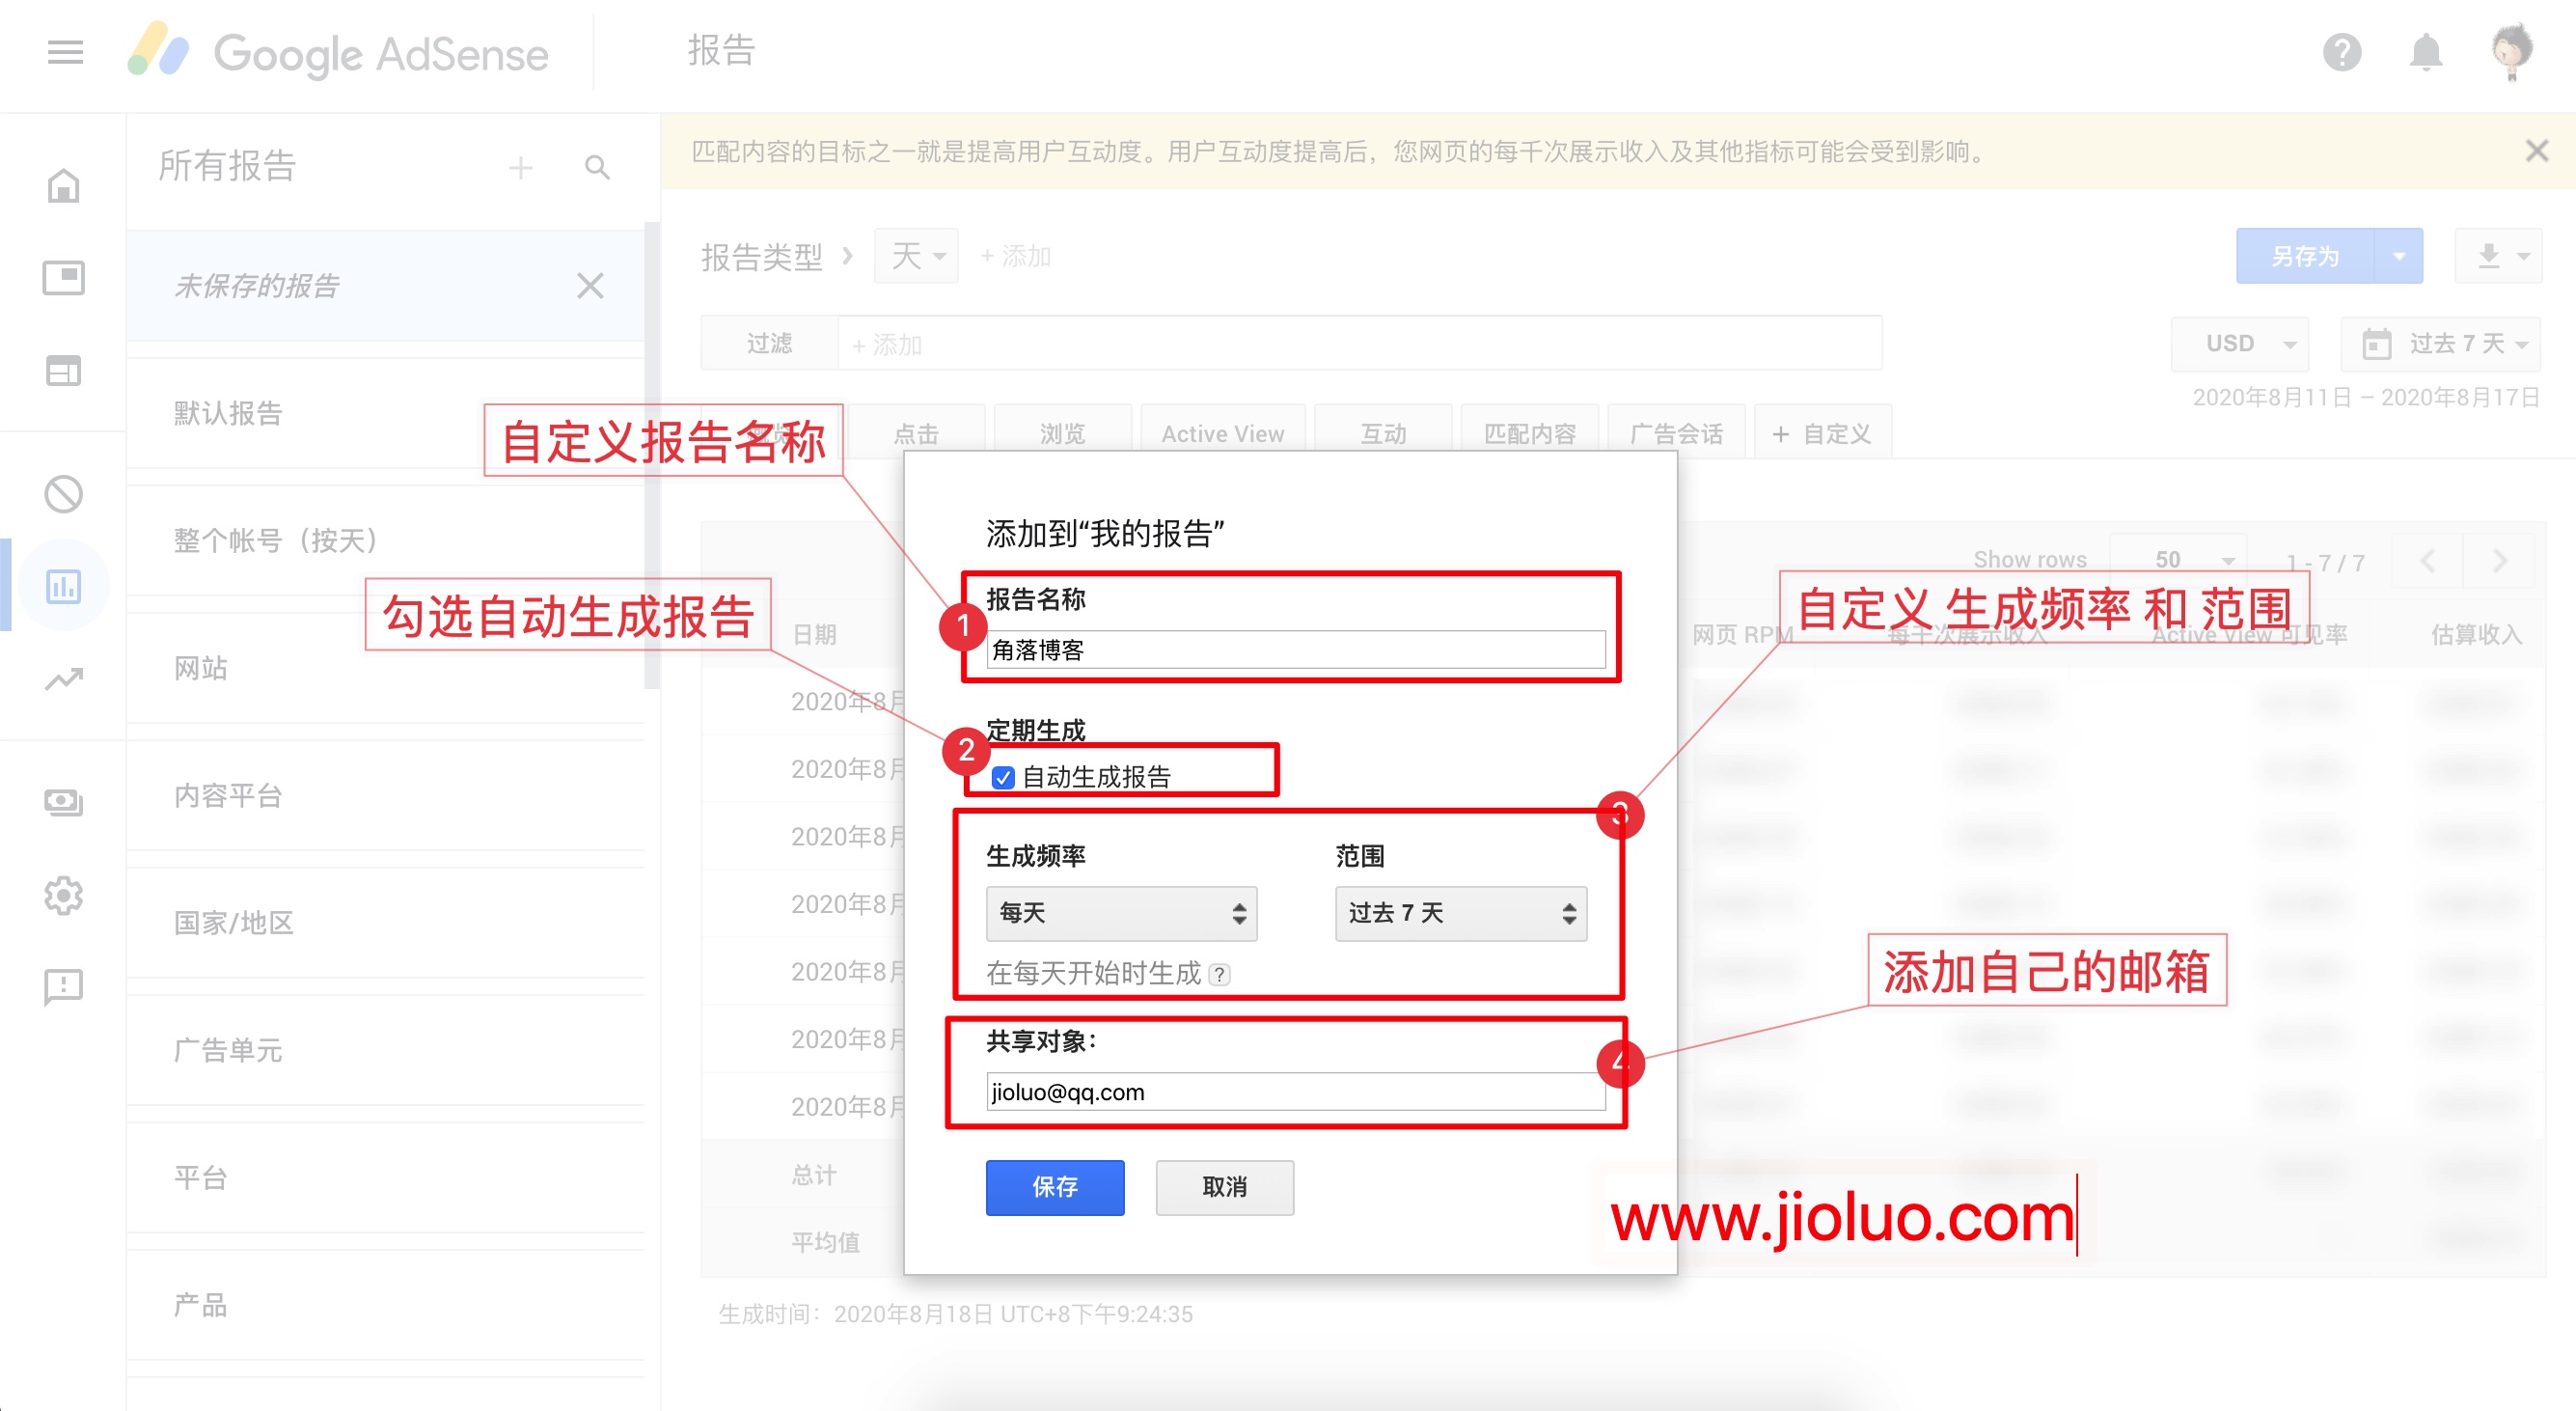 Google AdSense
报告
所有报告
未保存的报告
默认报告
整个帐号（按天）
网站
内容平台
国家/地区
广告单元
平台
产品
匹配内容的目标之一就是提高用户互动度。用户互动度提高后，您网页的每千次展示收入及其他指标可能会受到影响。
报告类型
天
+ 添加
另存为
过滤
+ 添加
USD
过去 7 天
2020年8月11日 – 2020年8月17日
点击
浏览
Active View
互动
匹配内容
广告会话
+ 自定义
自定义报告名称
勾选自动生成报告
自定义 生成频率 和 范围
添加自己的邮箱
Show rows
50
1 - 7 / 7
日期
网页 RPM
每千次展示收入
Active View 可见率
估算收入
2020年8月
2020年8月
2020年8月
2020年8月
2020年8月
2020年8月
2020年8月
总计
平均值
添加到“我的报告”
1
报告名称
角落博客
2
定期生成
自动生成报告
3
生成频率
范围
每天
过去 7 天
在每天开始时生成 ?
4
共享对象：
jioluo@qq.com
保存
取消
www.jioluo.com
生成时间：2020年8月18日 UTC+8下午9:24:35